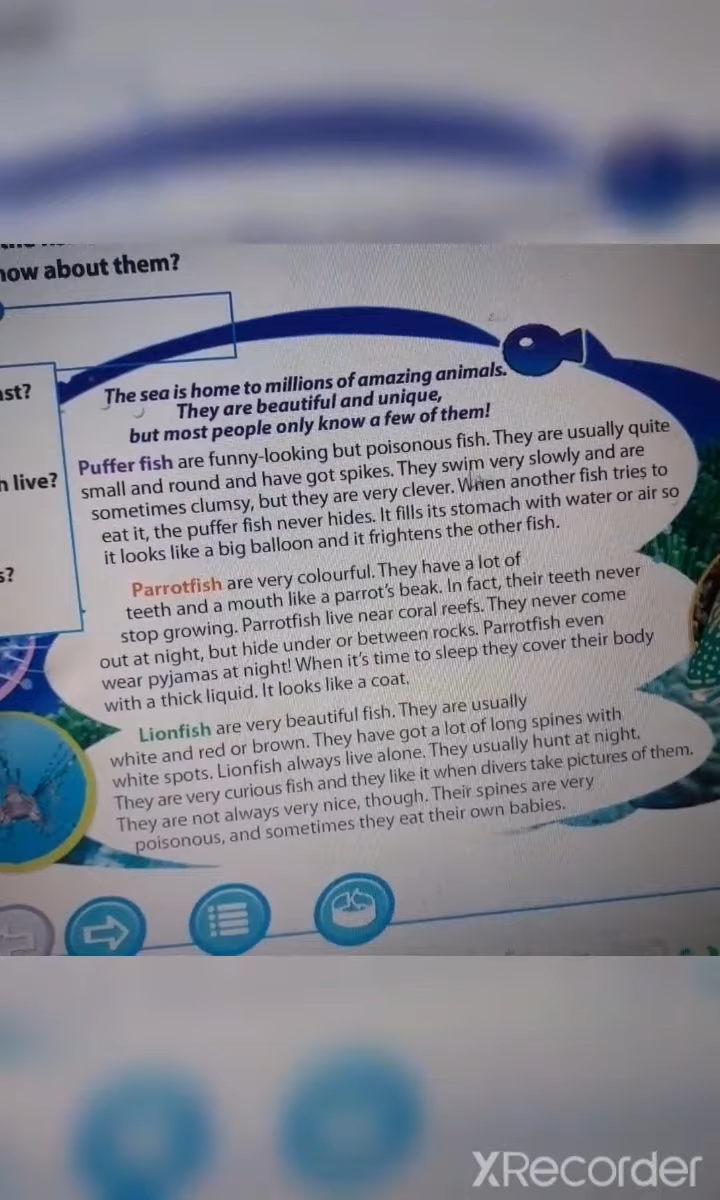 now about them?
ast?
The sea is home to millions of amazing animals.
They are beautiful and unique,
but most people only know a few of them!
h live?
Puffer fish are funny-looking but poisonous fish. They are usually quite
small and round and have got spikes. They swim very slowly and are
sometimes clumsy, but they are very clever. When another fish tries to
eat it, the puffer fish never hides. It fills its stomach with water or air so
it looks like a big balloon and it frightens the other fish.
s?
Parrotfish are very colourful. They have a lot of
teeth and a mouth like a parrot's beak. In fact, their teeth never
stop growing. Parrotfish live near coral reefs. They never come
out at night, but hide under or between rocks. Parrotfish even
wear pyjamas at night! When it's time to sleep they cover their body
with a thick liquid. It looks like a coat.
Lionfish are very beautiful fish. They are usually
white and red or brown. They have got a lot of long spines with
white spots. Lionfish always live alone. They usually hunt at night.
They are very curious fish and they like it when divers take pictures of them.
They are not always very nice, though. Their spines are very
poisonous, and sometimes they eat their own babies.
XRecorder